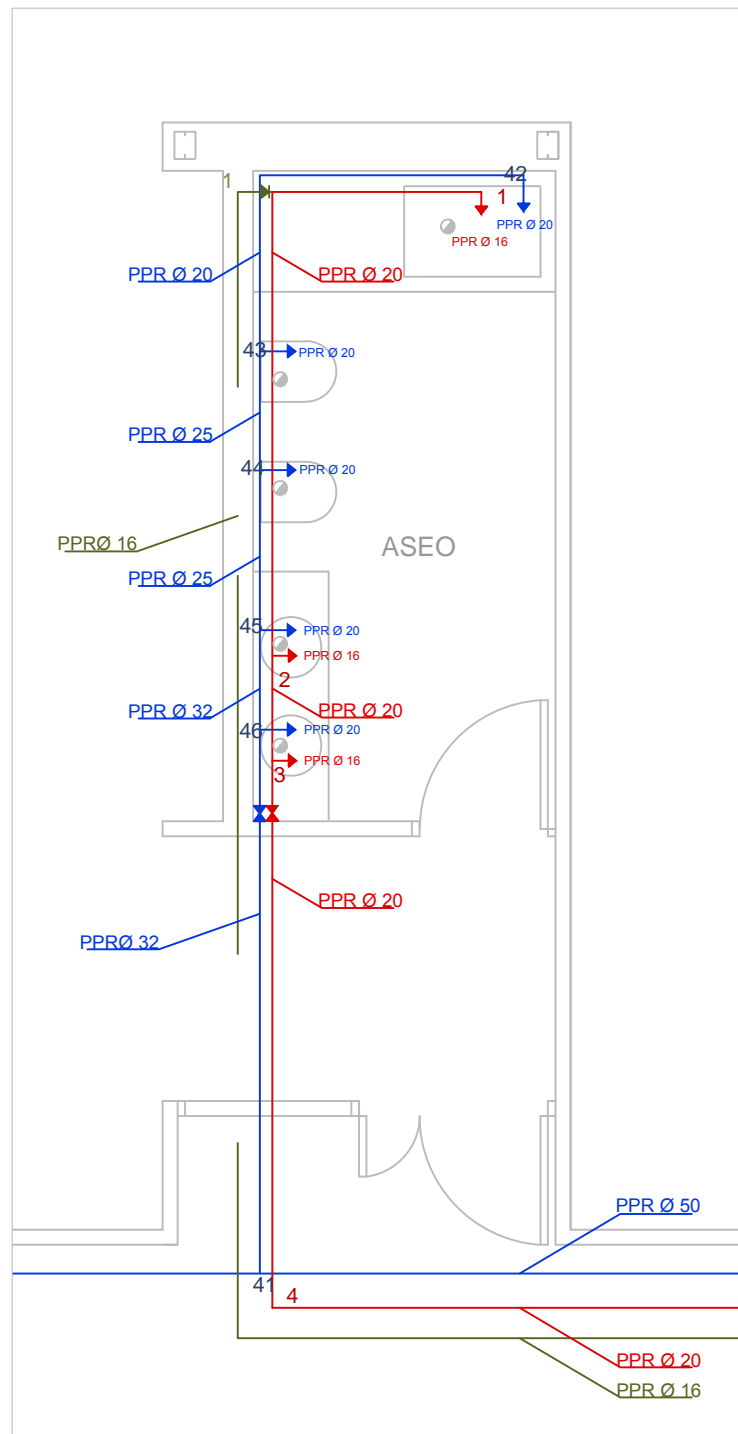 42
1
1
PPR Ø 20
PPR Ø 16
PPR Ø 20
PPR Ø 20
43
PPR Ø 20
PPR Ø 25
44
PPR Ø 20
PPRØ 16
ASEO
PPR Ø 25
45
PPR Ø 20
PPR Ø 16
2
PPR Ø 32
PPR Ø 20
46
PPR Ø 20
PPR Ø 16
3
PPR Ø 20
PPRØ 32
PPR Ø 50
41
4
PPR Ø 20
PPR Ø 16